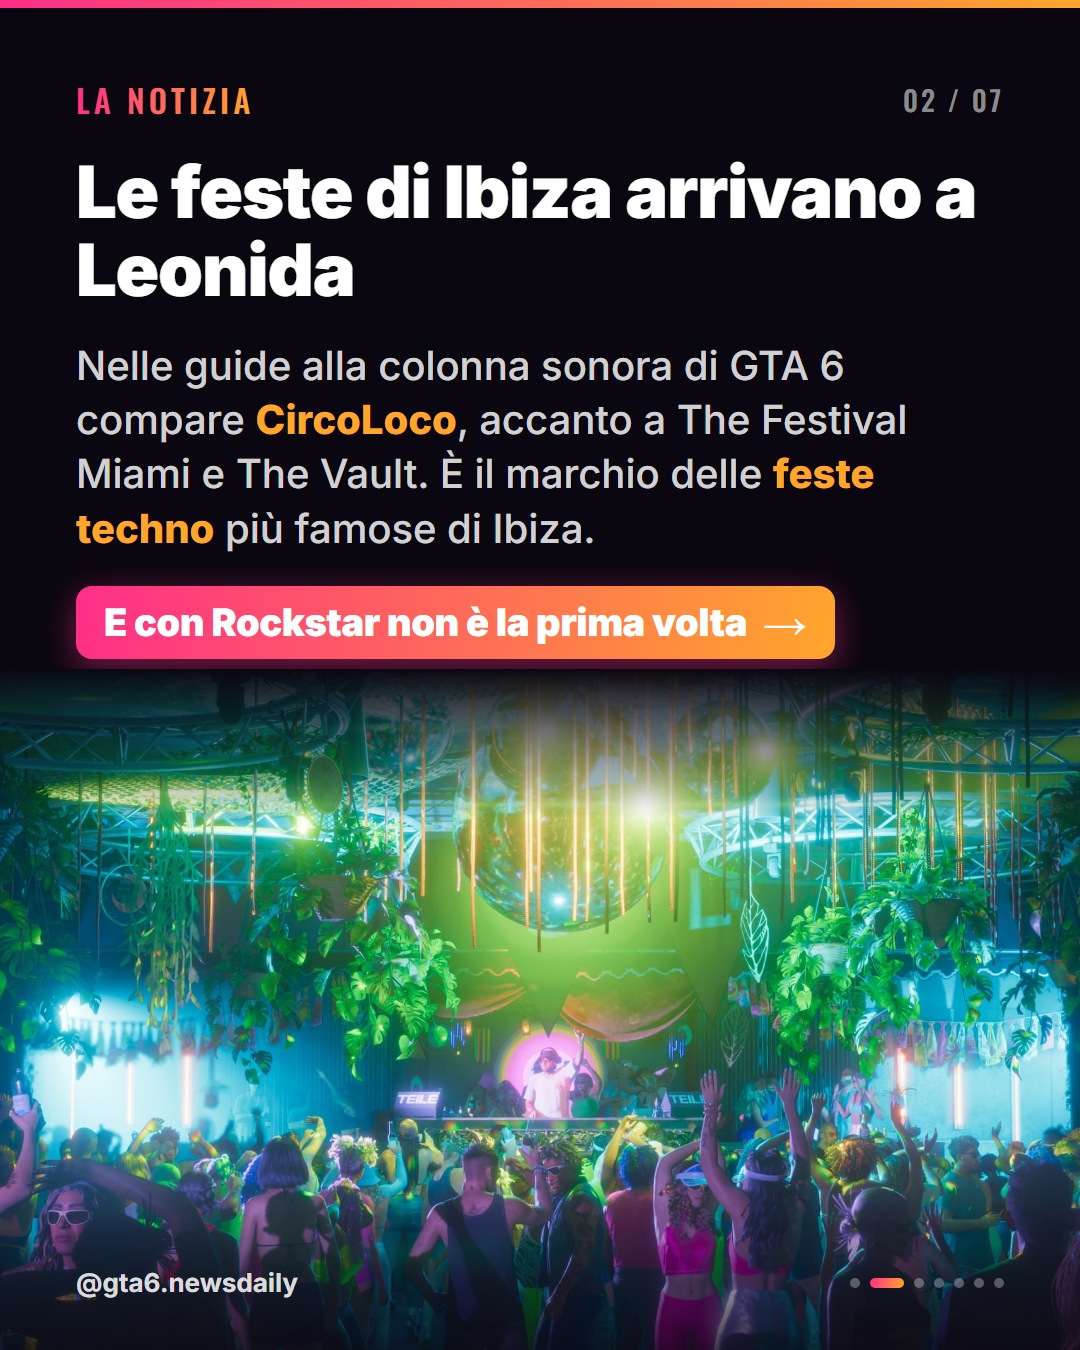 LA NOTIZIA
02 / 07
Le feste di Ibiza arrivano a
Leonida
Nelle guide alla colonna sonora di GTA 6
compare CircoLoco, accanto a The Festival
Miami e The Vault. È il marchio delle feste
techno più famose di Ibiza.
E con Rockstar non è la prima volta →
TEILE
TEILE
@gta6.newsdaily